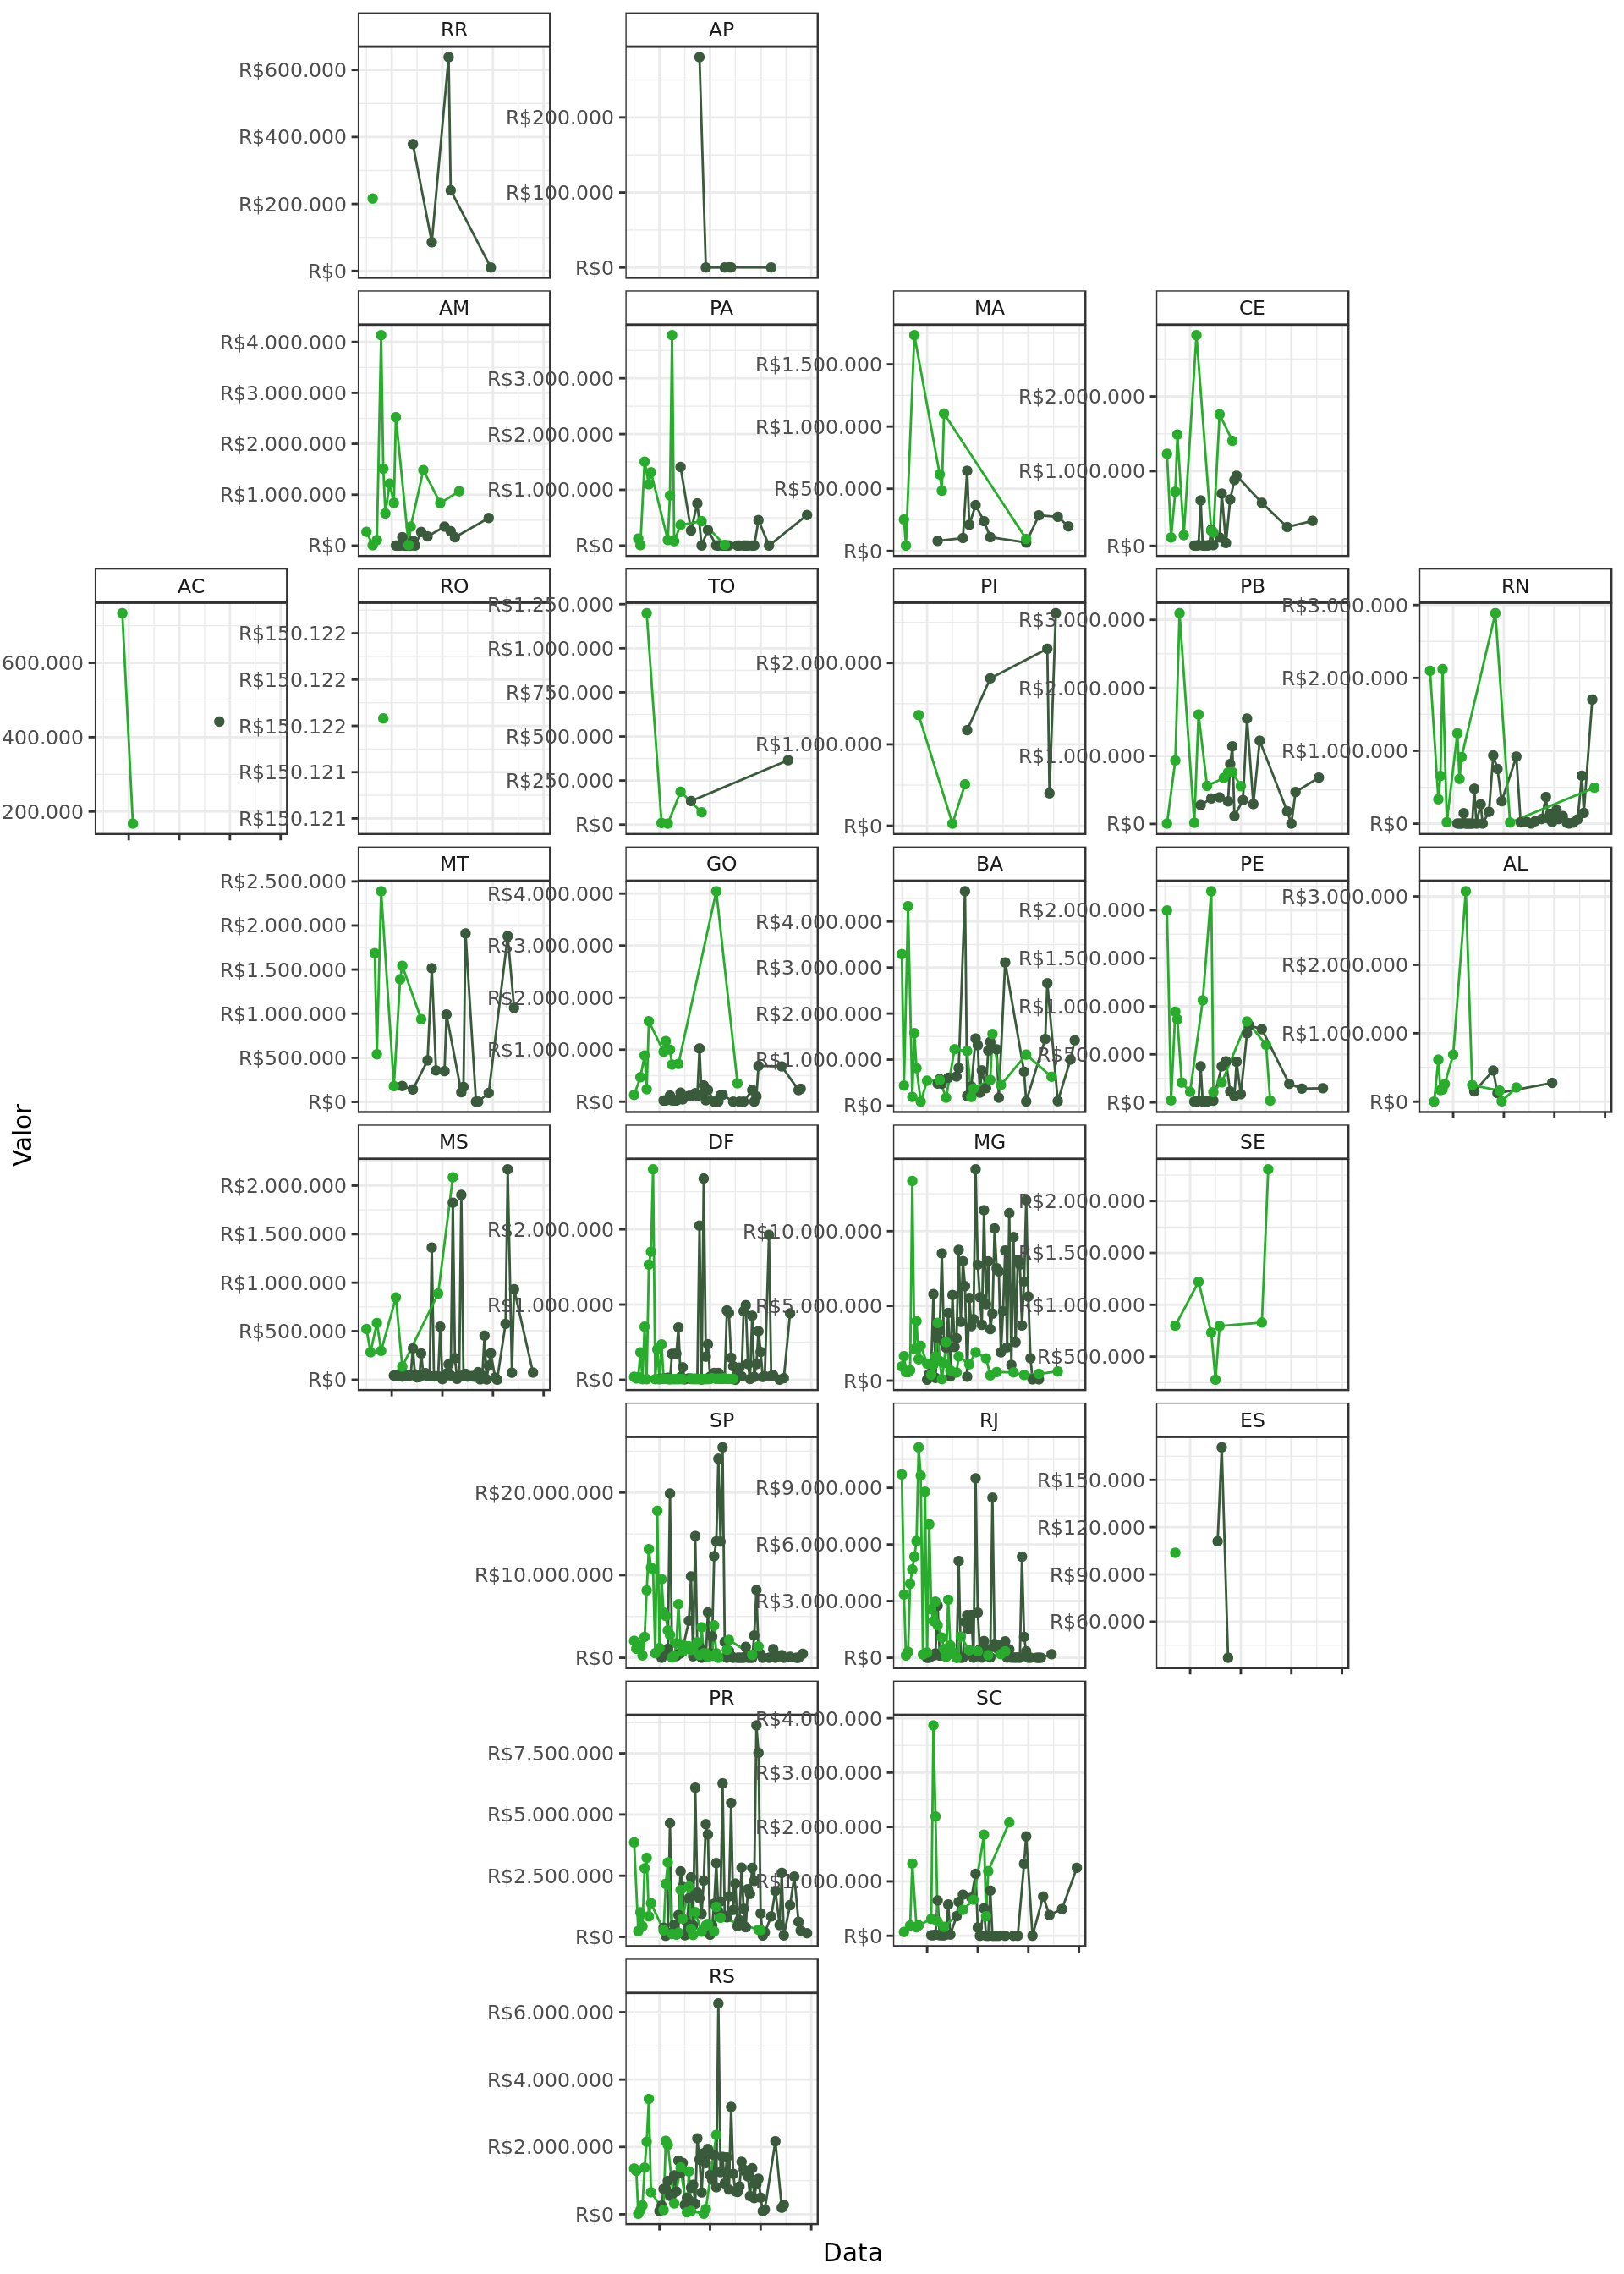 RR
R$600.000
R$400.000
R$200.000
R$0
AP
R$200.000
R$100.000
R$0
AM
R$4.000.000
R$3.000.000
R$2.000.000
R$1.000.000
R$0
PA
R$3.000.000
R$2.000.000
R$1.000.000
R$0
MA
R$1.500.000
R$1.000.000
R$500.000
R$0
CE
R$2.000.000
R$1.000.000
R$0
AC
600.000
400.000
200.000
RO
R$150.122
R$150.122
R$150.122
R$150.121
R$150.121
TO
R$1.250.000
R$1.000.000
R$750.000
R$500.000
R$250.000
R$0
PI
R$2.000.000
R$1.000.000
R$0
PB
R$3.000.000
R$2.000.000
R$1.000.000
R$0
RN
R$3.000.000
R$2.000.000
R$1.000.000
R$0
MT
R$2.500.000
R$2.000.000
R$1.500.000
R$1.000.000
R$500.000
R$0
GO
R$4.000.000
R$3.000.000
R$2.000.000
R$1.000.000
R$0
BA
R$4.000.000
R$3.000.000
R$2.000.000
R$1.000.000
R$0
PE
R$2.000.000
R$1.500.000
R$1.000.000
R$500.000
R$0
AL
R$3.000.000
R$2.000.000
R$1.000.000
R$0
Valor
MS
R$2.000.000
R$1.500.000
R$1.000.000
R$500.000
R$0
DF
R$2.000.000
R$1.000.000
R$0
MG
R$10.000.000
R$5.000.000
R$0
SE
R$2.000.000
R$1.500.000
R$1.000.000
R$500.000
SP
R$20.000.000
R$10.000.000
R$0
RJ
R$9.000.000
R$6.000.000
R$3.000.000
R$0
ES
R$150.000
R$120.000
R$90.000
R$60.000
PR
R$7.500.000
R$5.000.000
R$2.500.000
R$0
SC
R$4.000.000
R$3.000.000
R$2.000.000
R$1.000.000
R$0
RS
R$6.000.000
R$4.000.000
R$2.000.000
R$0
Data